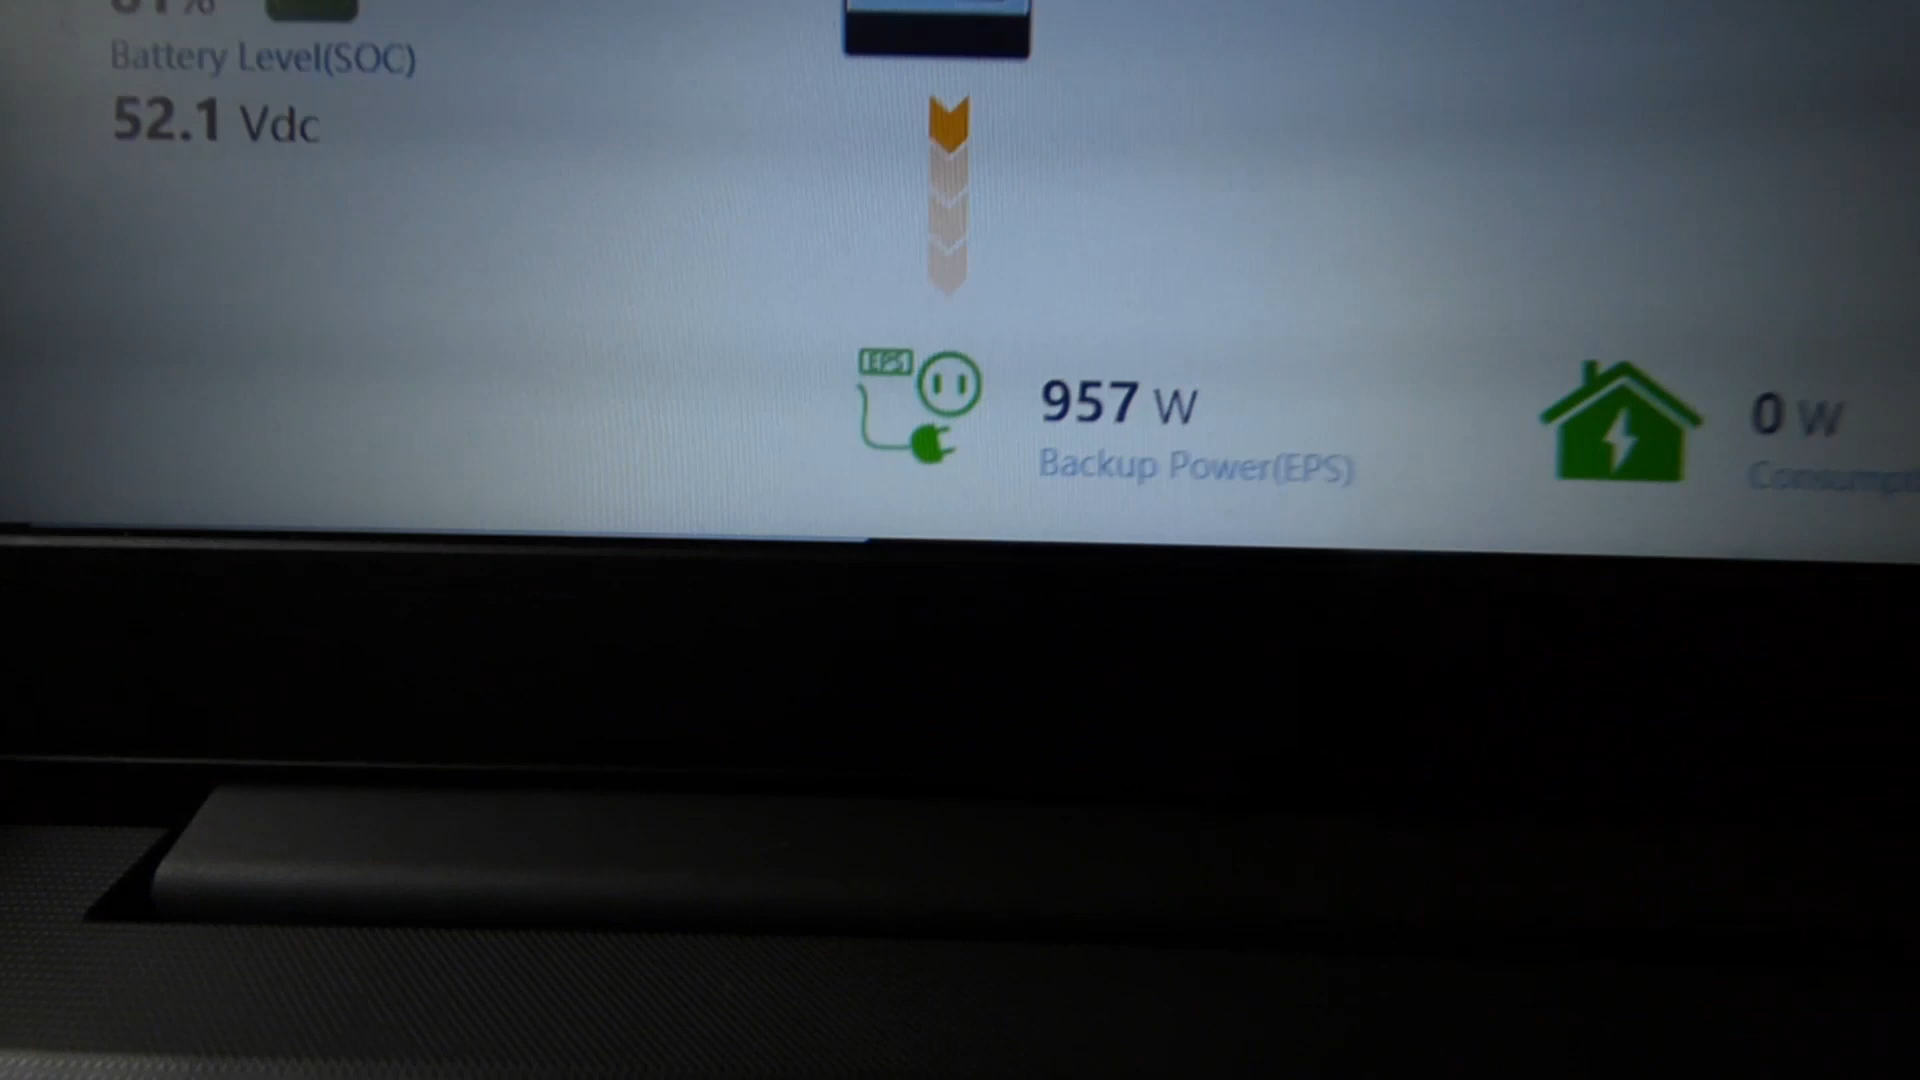 Battery Level(SOC)
52.1 Vdc
EPS
957 W
Backup Power(EPS)
0 W